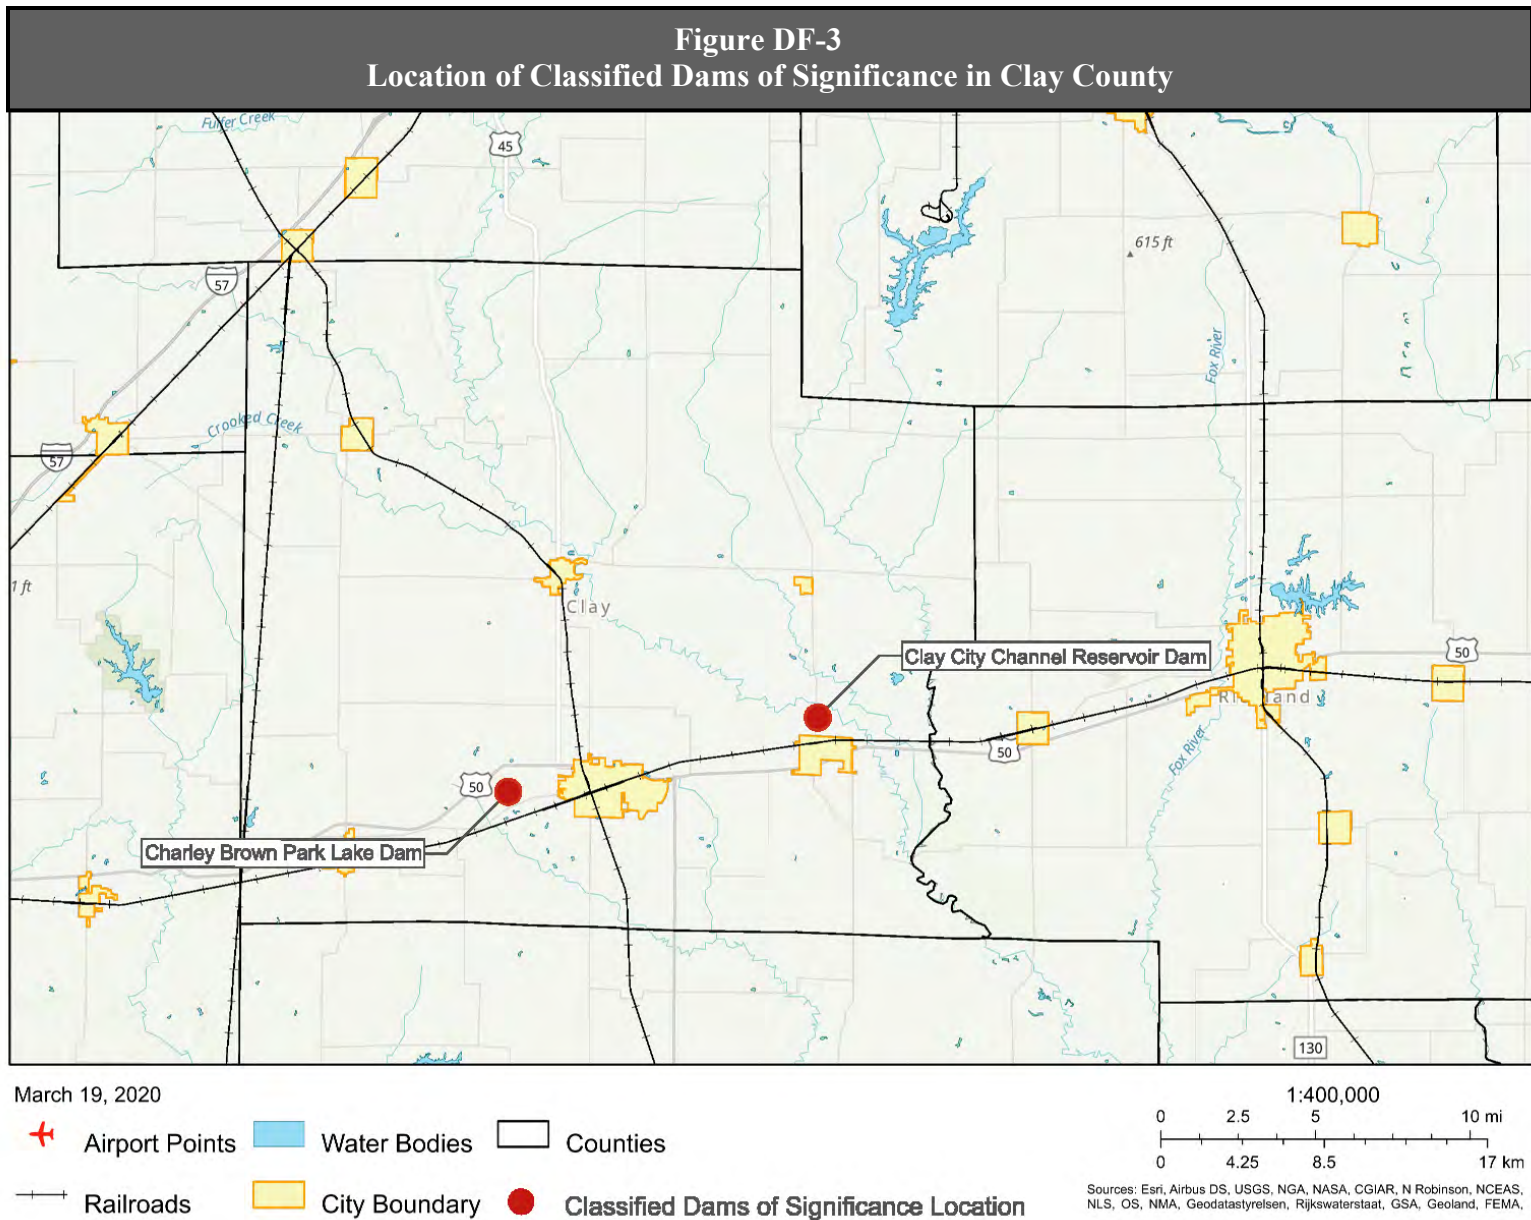 Figure DF-3
Location of Classified Dams of Significance in Clay County
Fulfer Creek
45
615 ft
57
Fox River
Crooked Creek
57
1 ft
Clay
Clay City Channel Reservoir Dam
50
50
Fox River
50
Charley Brown Park Lake Dam
130
March 19, 2020
1:400,000
0 2.5 5 10 mi
0 4.25 8.5 17 km
Airport Points
Water Bodies
Counties
Railroads
City Boundary
Classified Dams of Significance Location
Sources: Esri, Airbus DS, USGS, NGA, NASA, CGIAR, N Robinson, NCEAS,
NLS, OS, NMA, Geodatastyrelsen, Rijkswaterstaat, GSA, Geoland, FEMA,